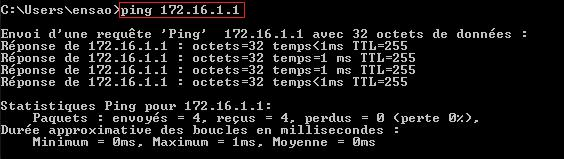 C:\Users\ensao>ping 172.16.1.1
Envoi d'une requête 'Ping'  172.16.1.1 avec 32 octets de données :
Réponse de 172.16.1.1 : octets=32 temps<1ms TTL=255
Réponse de 172.16.1.1 : octets=32 temps=1 ms TTL=255
Réponse de 172.16.1.1 : octets=32 temps=1 ms TTL=255
Réponse de 172.16.1.1 : octets=32 temps<1ms TTL=255
Statistiques Ping pour 172.16.1.1:
    Paquets : envoyés = 4, reçus = 4, perdus = 0 (perte 0%),
Durée approximative des boucles en millisecondes :
    Minimum = 0ms, Maximum = 1ms, Moyenne = 0ms